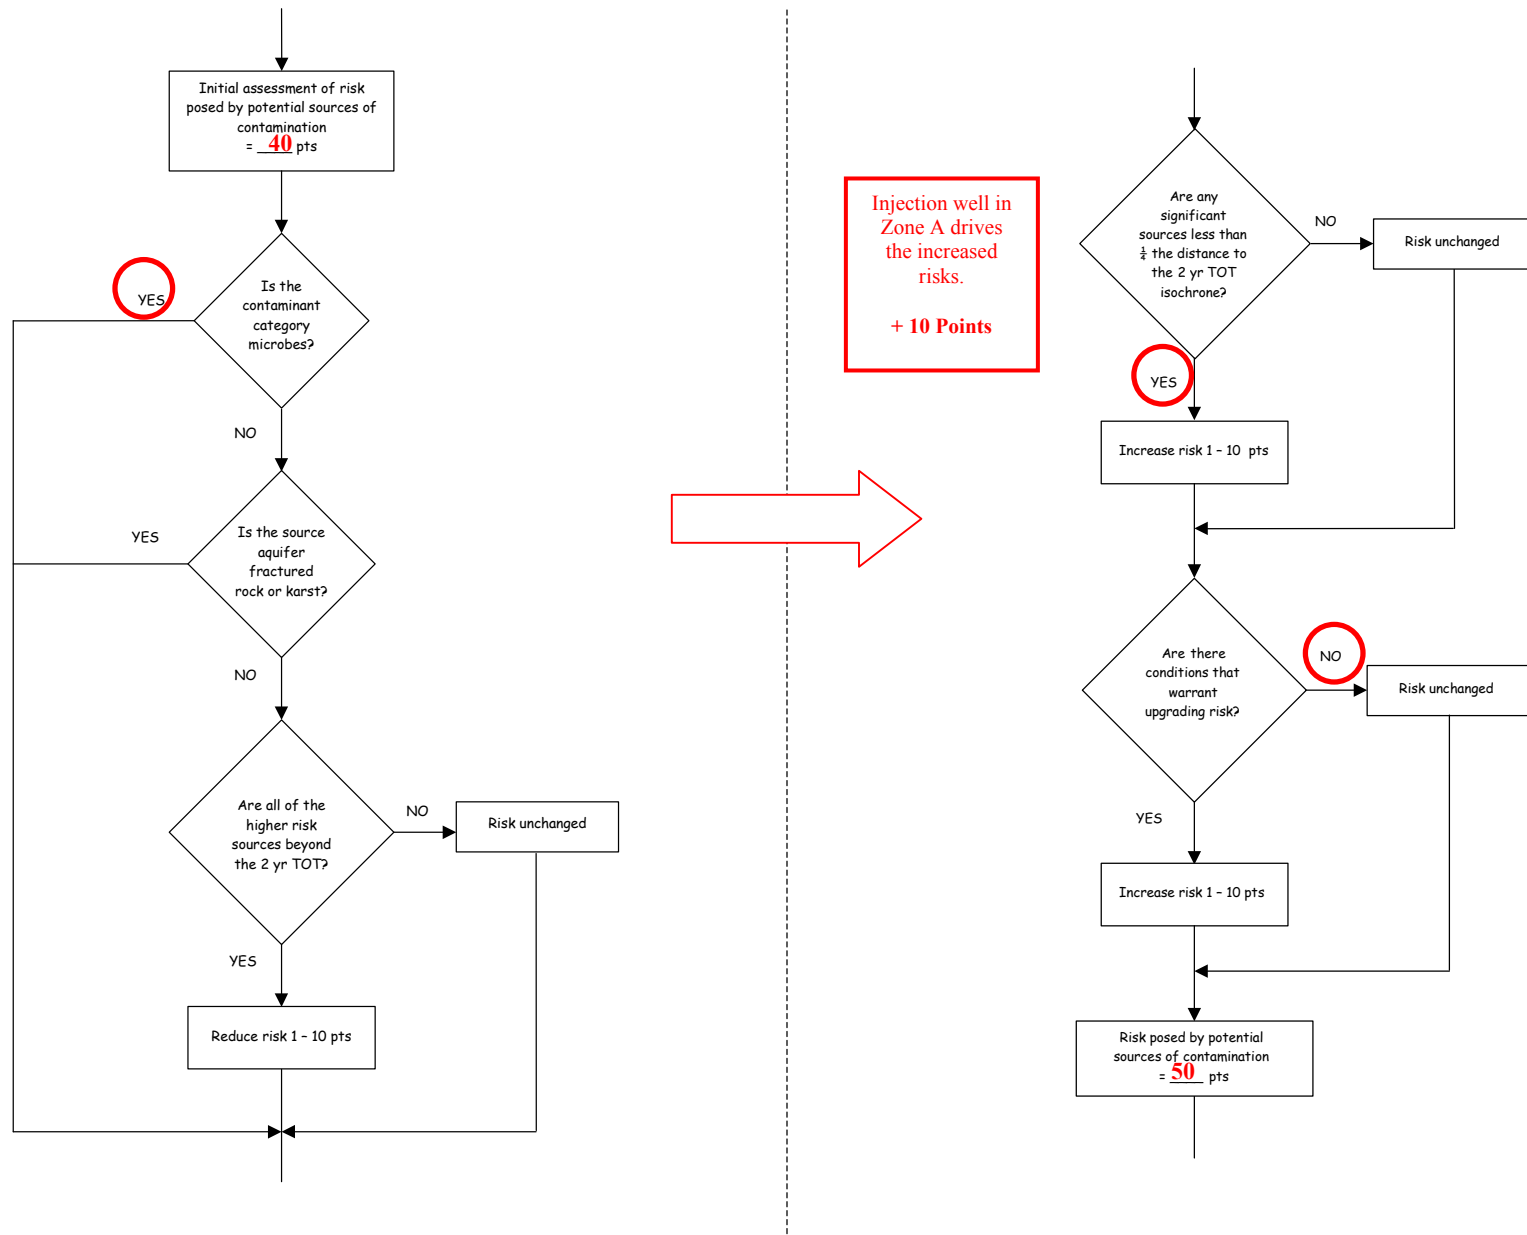 Initial assessment of risk
posed by potential sources of
contamination
= 40 pts
Is the
contaminant
category
microbes?
YES
NO
Is the source
aquifer
fractured
rock or karst?
YES
NO
Are all of the
higher risk
sources beyond
the 2 yr TOT?
NO
Risk unchanged
YES
Reduce risk 1 – 10 pts
Injection well in
Zone A drives
the increased
risks.
+ 10 Points
Are any
significant
sources less than
¼ the distance to
the 2 yr TOT
isochrone?
NO
Risk unchanged
YES
Increase risk 1 – 10 pts
Are there
conditions that
warrant
upgrading risk?
NO
Risk unchanged
YES
Increase risk 1 – 10 pts
Risk posed by potential
sources of contamination
= 50 pts